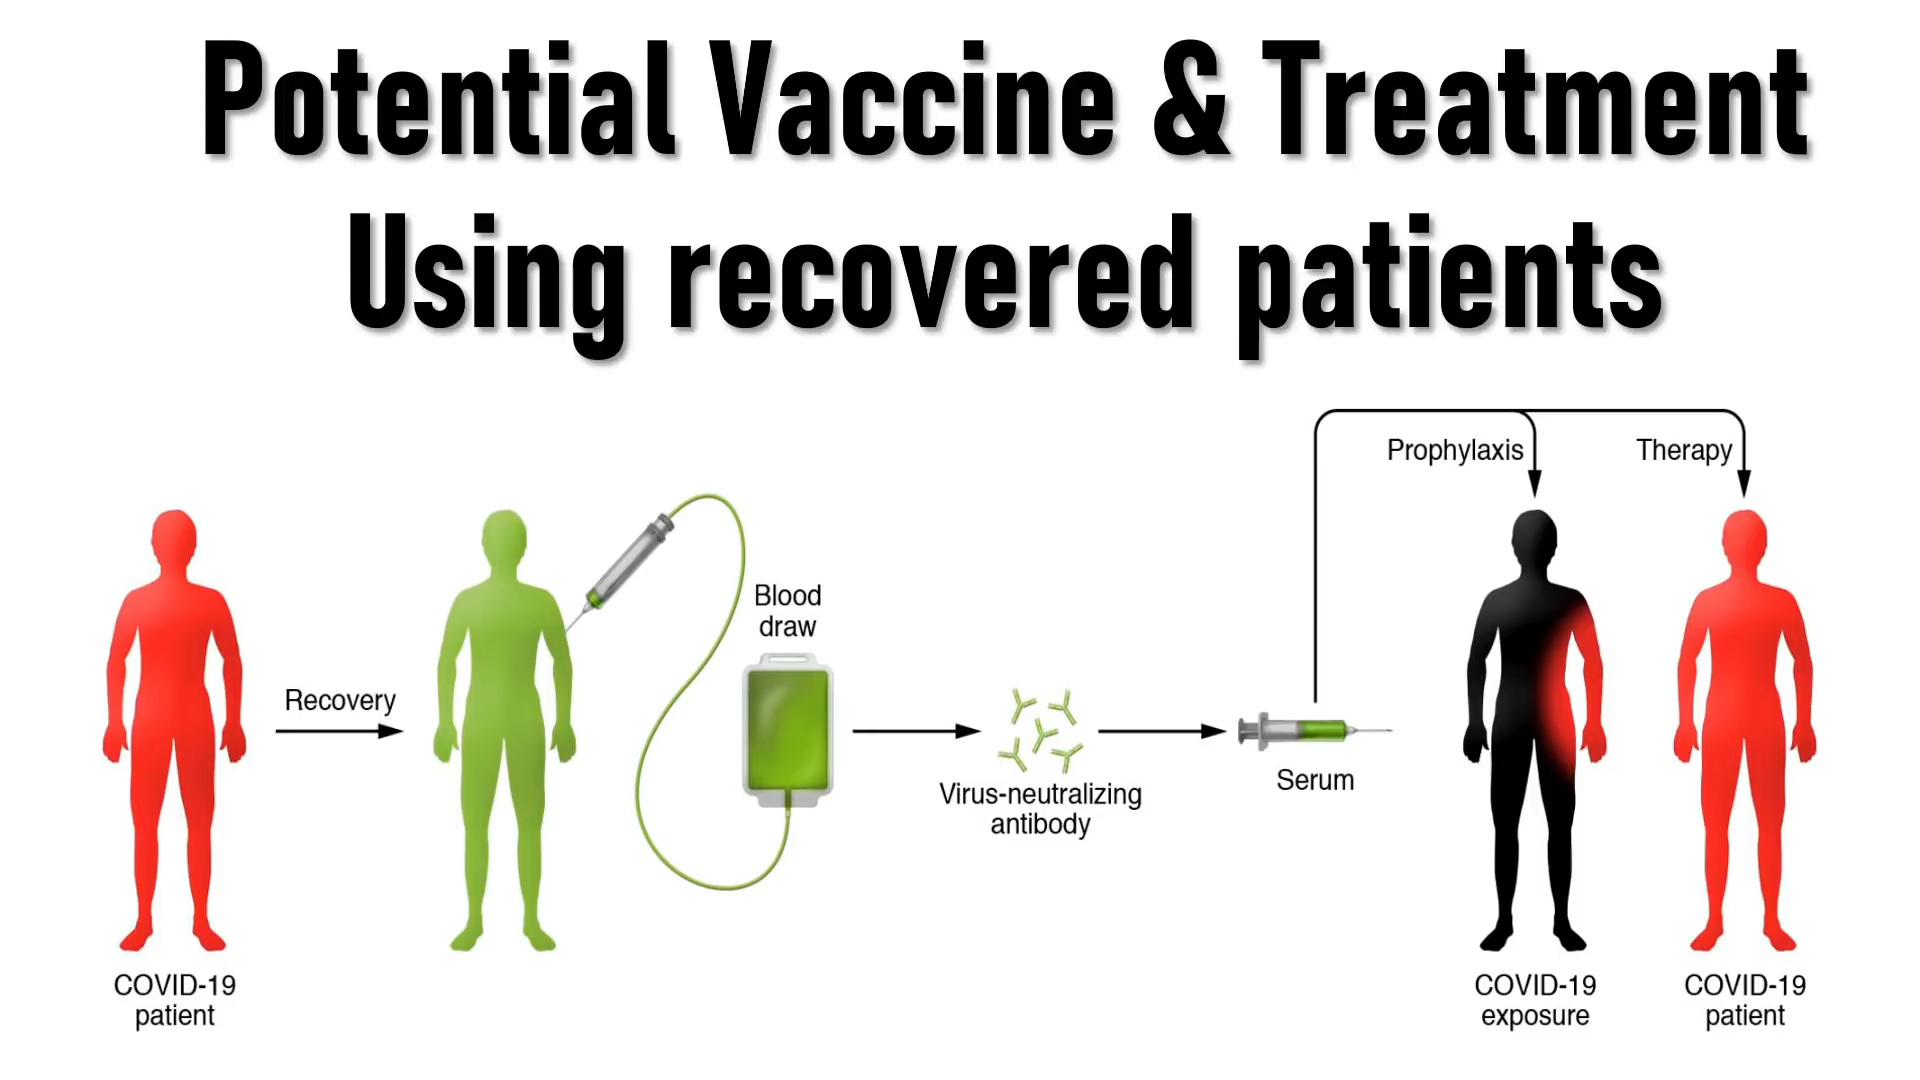 Potential Vaccine & Treatment
Using recovered patients
Prophylaxis
Therapy
Blood
draw
Recovery
Virus-neutralizing
antibody
Serum
COVID-19
patient
COVID-19
exposure
COVID-19
patient